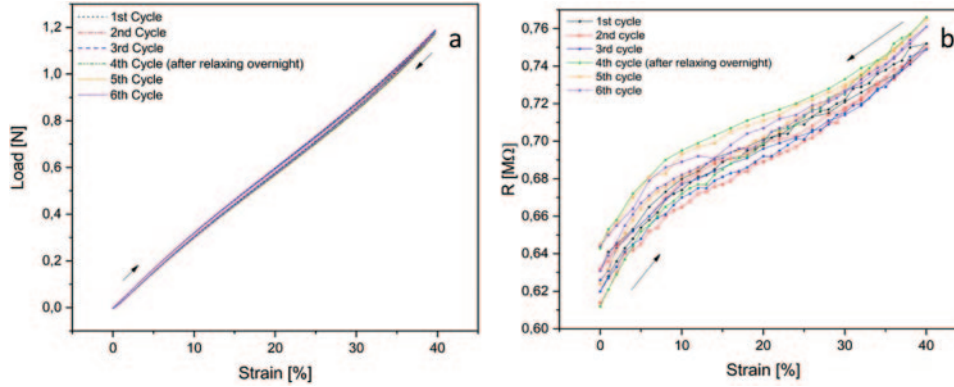 a
1st Cycle
2nd Cycle
3rd Cycle
4th Cycle (after relaxing overnight)
5th Cycle
6th Cycle
1,2
1,0
0,8
0,6
0,4
0,2
0,0
Load [N]
0
10
20
30
40
Strain [%]
b
1st cycle
2nd cycle
3rd cycle
4th cycle (after relaxing overnight)
5th cycle
6th cycle
0,76
0,74
0,72
0,70
0,68
0,66
0,64
0,62
0,60
R [MΩ]
0
10
20
30
40
Strain [%]